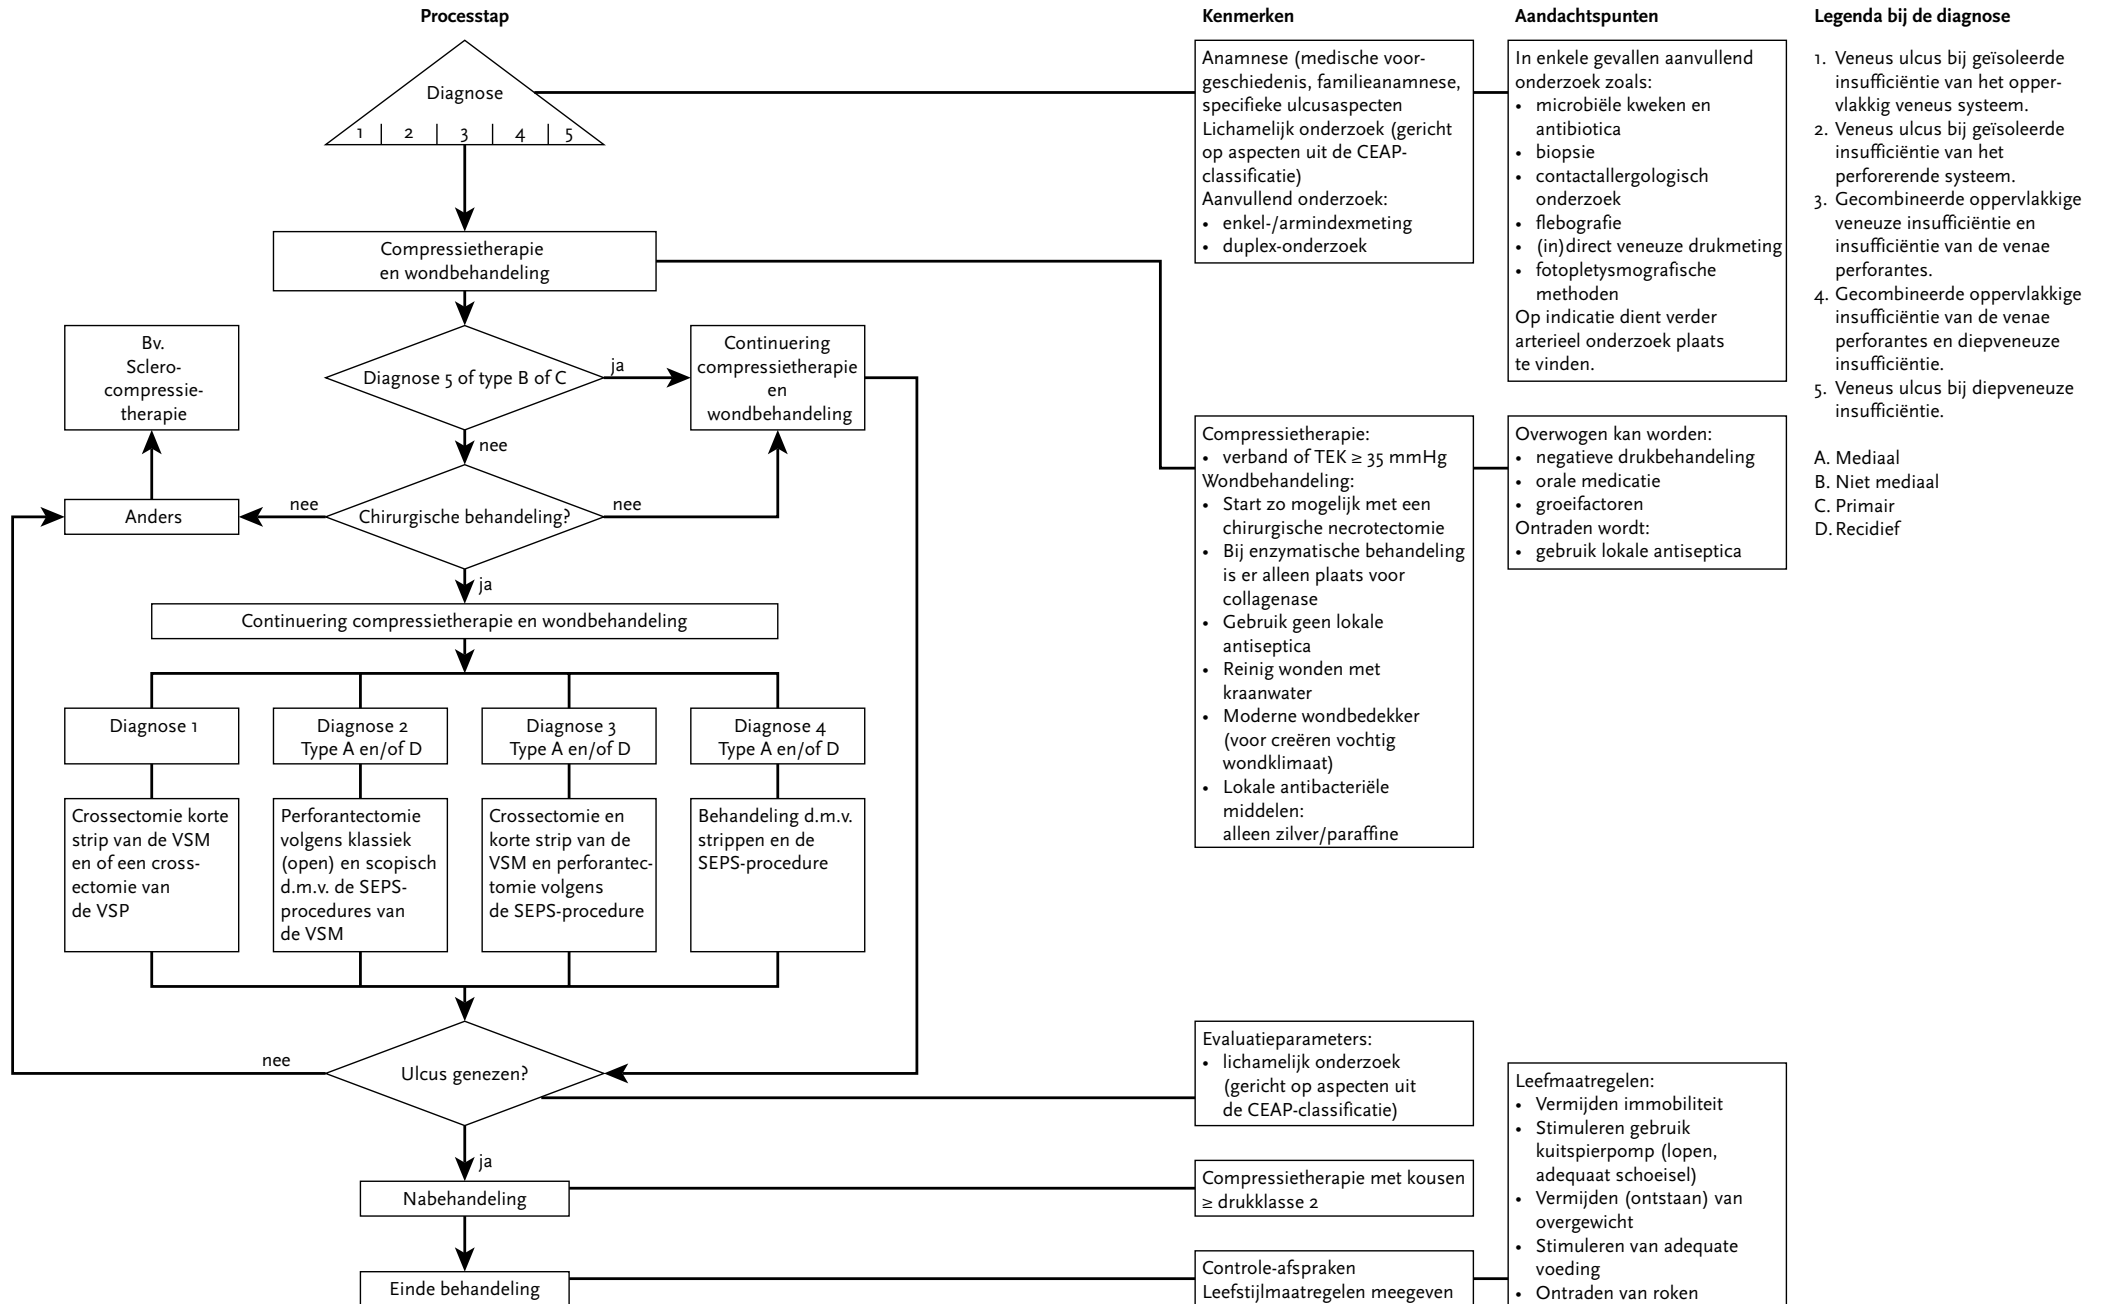 Processtap
Kenmerken
Aandachtspunten
Legenda bij de diagnose
Diagnose
1 2 3 4 5
Compressietherapie
en wondbehandeling
Bv.
Sclero-
compressie-
therapie
Diagnose 5 of type B of C
ja
Continuering
compressietherapie
en
wondbehandeling
nee
Anders
nee
Chirurgische behandeling?
nee
ja
Continuering compressietherapie en wondbehandeling
Diagnose 1
Diagnose 2
Type A en/of D
Diagnose 3
Type A en/of D
Diagnose 4
Type A en/of D
Crossectomie korte
strip van de VSM
en of een cross-
ectomie van
de VSP
Perforantectomie
volgens klassiek
(open) en scopisch
d.m.v. de SEPS-
procedures van
de VSM
Crossectomie en
korte strip van de
VSM en perforantec-
tomie volgens
de SEPS-procedure
Behandeling d.m.v.
strippen en de
SEPS-procedure
nee
Ulcus genezen?
ja
Nabehandeling
Einde behandeling
Anamnese (medische voor-
geschiedenis, familieanamnese,
specifieke ulcusaspecten
Lichamelijk onderzoek (gericht
op aspecten uit de CEAP-
classificatie)
Aanvullend onderzoek:
• enkel-/armindexmeting
• duplex-onderzoek
Compressietherapie:
• verband of TEK ≥ 35 mmHg
Wondbehandeling:
• Start zo mogelijk met een
chirurgische necrotectomie
• Bij enzymatische behandeling
is er alleen plaats voor
collagenase
• Gebruik geen lokale
antiseptica
• Reinig wonden met
kraanwater
• Moderne wondbedekker
(voor creëren vochtig
wondklimaat)
• Lokale antibacteriële
middelen:
alleen zilver/paraffine
Evaluatieparameters:
• lichamelijk onderzoek
(gericht op aspecten uit
de CEAP-classificatie)
Compressietherapie met kousen
≥ drukklasse 2
Controle-afspraken
Leefstijlmaatregelen meegeven
In enkele gevallen aanvullend
onderzoek zoals:
• microbiële kweken en
antibiotica
• biopsie
• contactallergologisch
onderzoek
• flebografie
• (in)direct veneuze drukmeting
• fotopletysmografische
methoden
Op indicatie dient verder
arterieel onderzoek plaats
te vinden.
Overwogen kan worden:
• negatieve drukbehandeling
• orale medicatie
• groeifactoren
Ontraden wordt:
• gebruik lokale antiseptica
Leefmaatregelen:
• Vermijden immobiliteit
• Stimuleren gebruik
kuitspierpomp (lopen,
adequaat schoeisel)
• Vermijden (ontstaan) van
overgewicht
• Stimuleren van adequate
voeding
• Ontraden van roken
1. Veneus ulcus bij geïsoleerde
insufficiëntie van het opper-
vlakkig veneus systeem.
2. Veneus ulcus bij geïsoleerde
insufficiëntie van het
perforerende systeem.
3. Gecombineerde oppervlakkige
veneuze insufficiëntie en
insufficiëntie van de venae
perforantes.
4. Gecombineerde oppervlakkige
insufficiëntie van de venae
perforantes en diepveneuze
insufficiëntie.
5. Veneus ulcus bij diepveneuze
insufficiëntie.
A. Mediaal
B. Niet mediaal
C. Primair
D. Recidief